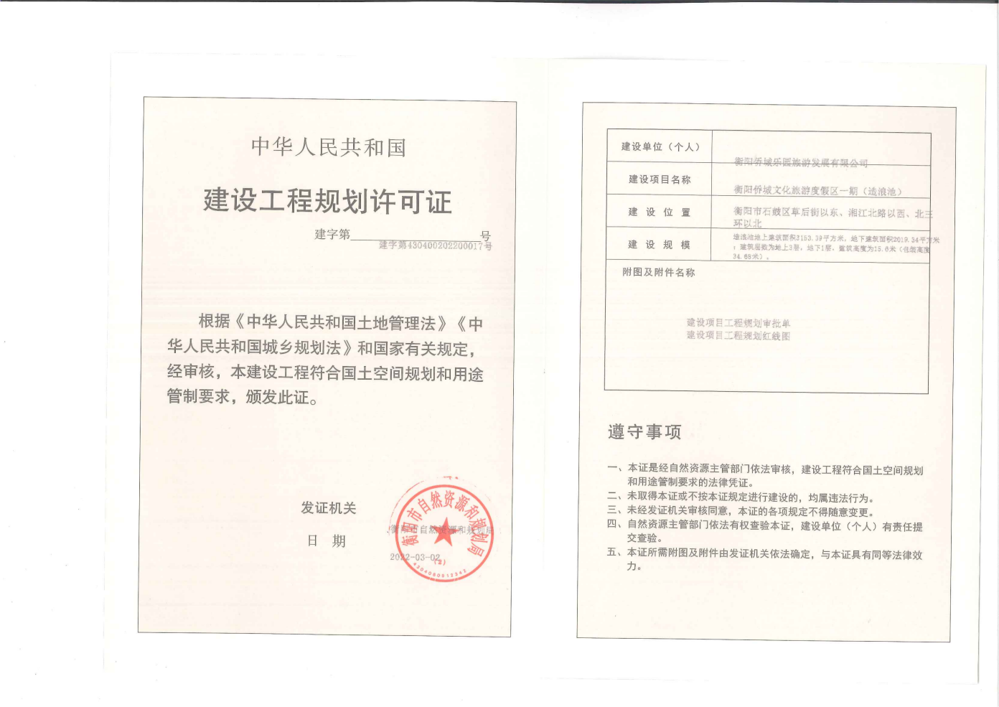 中华人民共和国
建设工程规划许可证
建字第 号
建字第430400202200017号
根据《中华人民共和国土地管理法》《中
华人民共和国城乡规划法》和国家有关规定，
经审核，本建设工程符合国土空间规划和用途
管制要求，颁发此证。
发证机关
衡阳市自然资源和规划局
日 期
2022-03-02
衡阳市自然资源和规划局
(2)
建设单位（个人）
衡阳侨城乐园旅游发展有限公司
建设项目名称
衡阳侨城文化旅游度假区一期（造浪池）
建设位置
衡阳市石鼓区草后街以东、湘江北路以西、北三
环以北
建设规模
造浪池地上建筑面积3153.39平方米，地下建筑面积2019.34平方米
；建筑层数为地上3层，地下1层，建筑高度为15.6米（包装高度
34.65米）。
附图及附件名称
建设项目工程规划审批单
建设项目工程规划红线图
遵守事项
一、本证是经自然资源主管部门依法审核，建设工程符合国土空间规划
和用途管制要求的法律凭证。
二、未取得本证或不按本证规定进行建设的，均属违法行为。
三、未经发证机关审核同意，本证的各项规定不得随意变更。
四、自然资源主管部门依法有权查验本证，建设单位（个人）有责任提
交查验。
五、本证所需附图及附件由发证机关依法确定，与本证具有同等法律效
力。